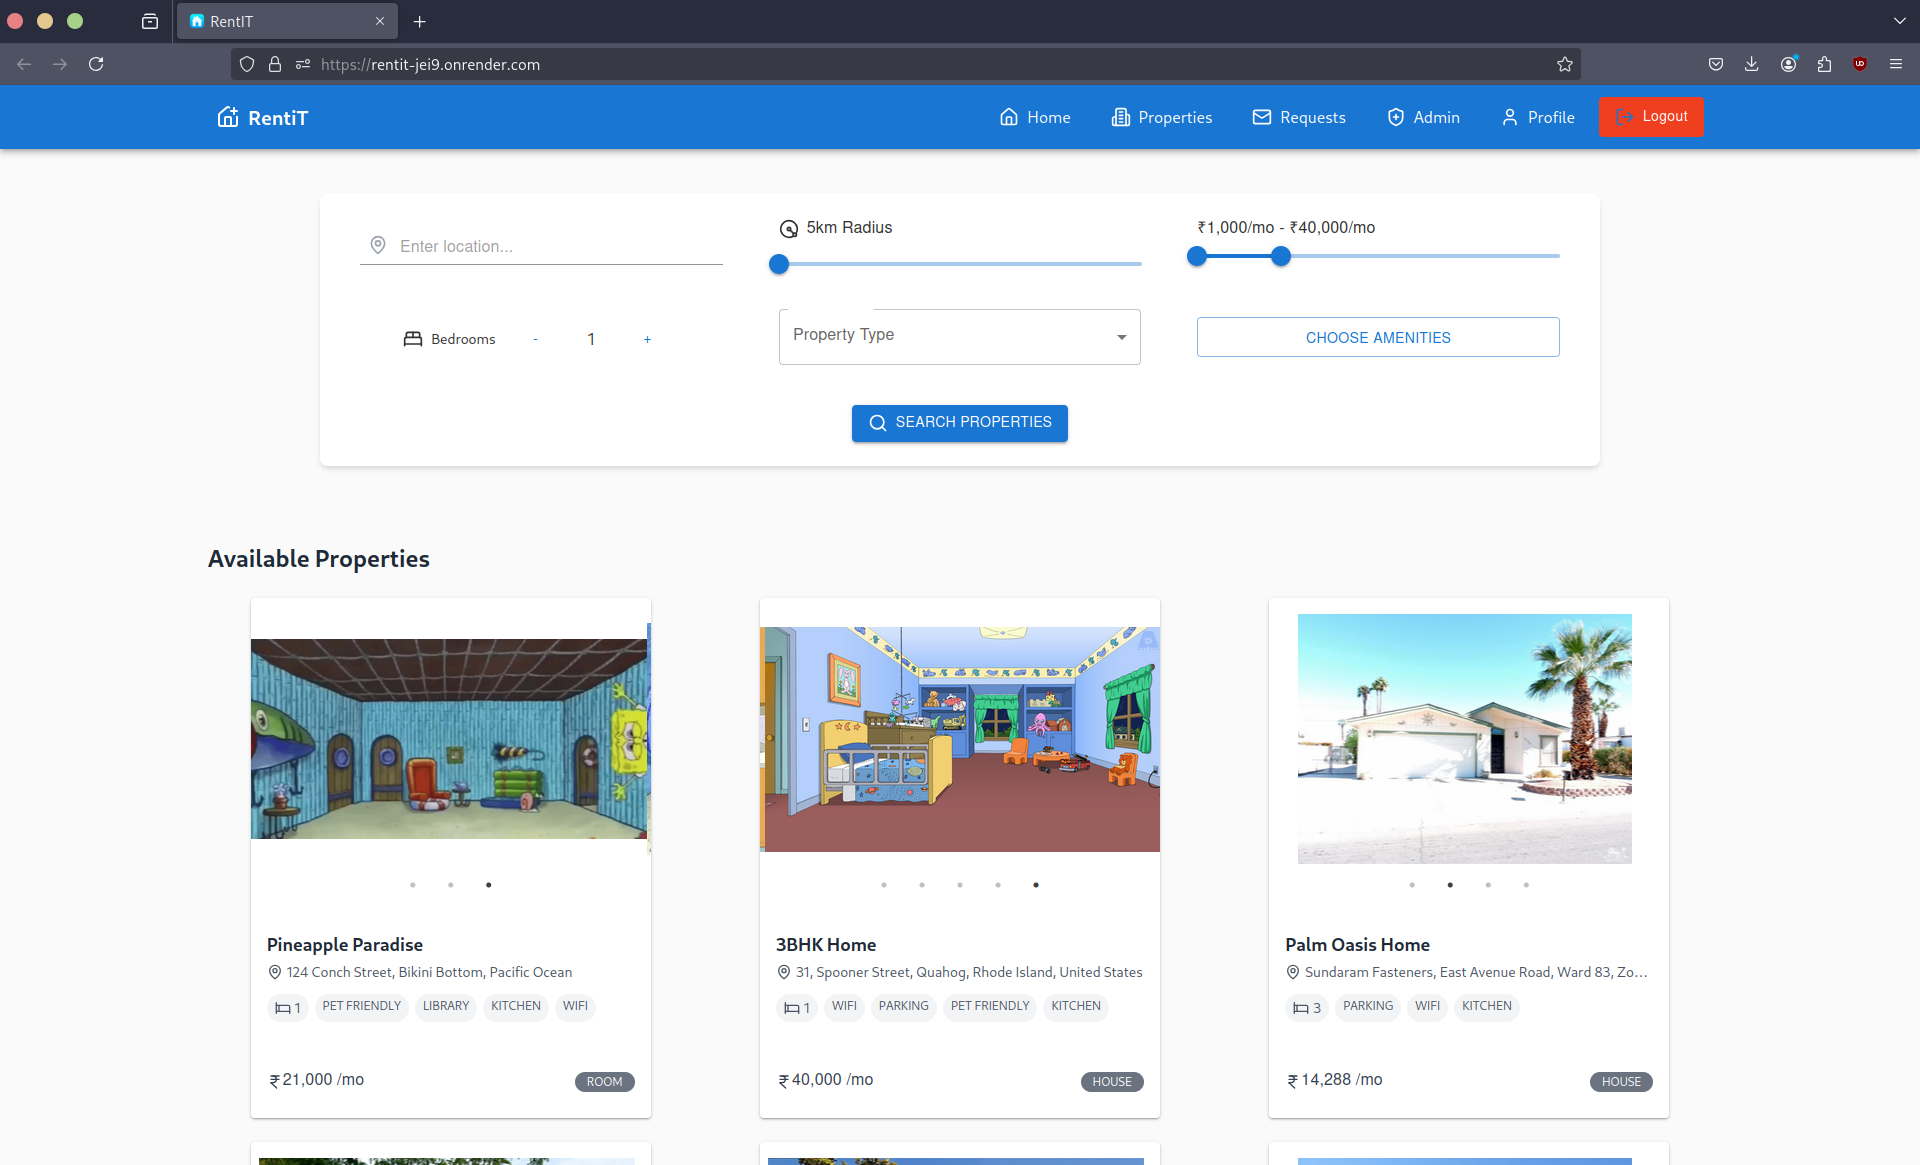 RentIT
https://rentit-jei9.onrender.com
RentiT
Home
Properties
Requests
Admin
Profile
Logout
Enter location...
5km Radius
₹1,000/mo - ₹40,000/mo
Bedrooms - 1 +
Property Type
CHOOSE AMENITIES
SEARCH PROPERTIES
Available Properties
Pineapple Paradise
124 Conch Street, Bikini Bottom, Pacific Ocean
1 PET FRIENDLY LIBRARY KITCHEN WIFI
₹21,000 /mo
ROOM
3BHK Home
31, Spooner Street, Quahog, Rhode Island, United States
1 WIFI PARKING PET FRIENDLY KITCHEN
₹40,000 /mo
HOUSE
Palm Oasis Home
Sundaram Fasteners, East Avenue Road, Ward 83, Zo...
3 PARKING WIFI KITCHEN
₹14,288 /mo
HOUSE